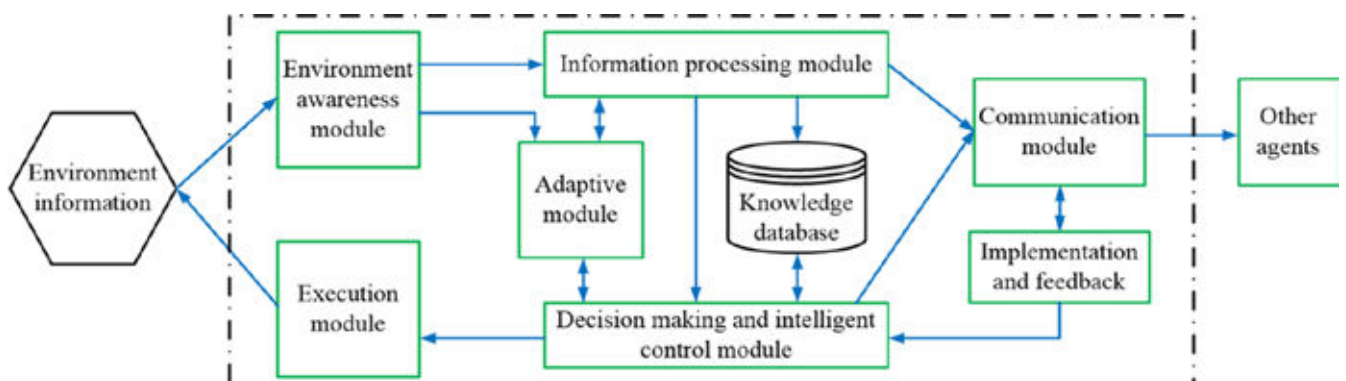 Environment
information
Environment
awareness
module
Information processing module
Adaptive
module
Knowledge
database
Communication
module
Other
agents
Execution
module
Decision making and intelligent
control module
Implementation
and feedback